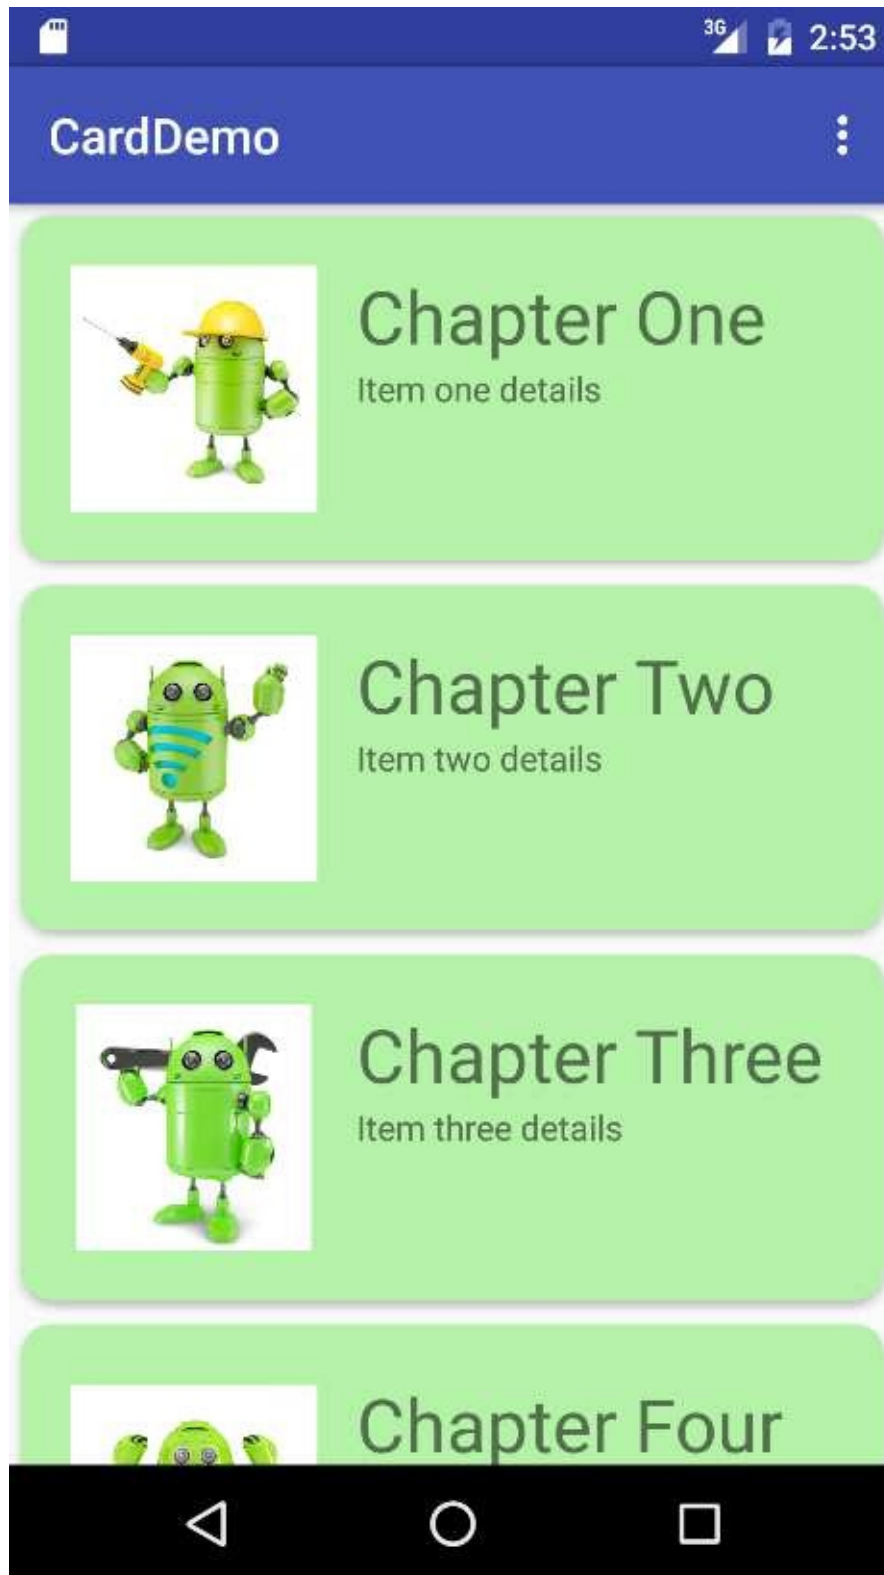 3G 2:53
CardDemo
Chapter One
Item one details
Chapter Two
Item two details
Chapter Three
Item three details
Chapter Four